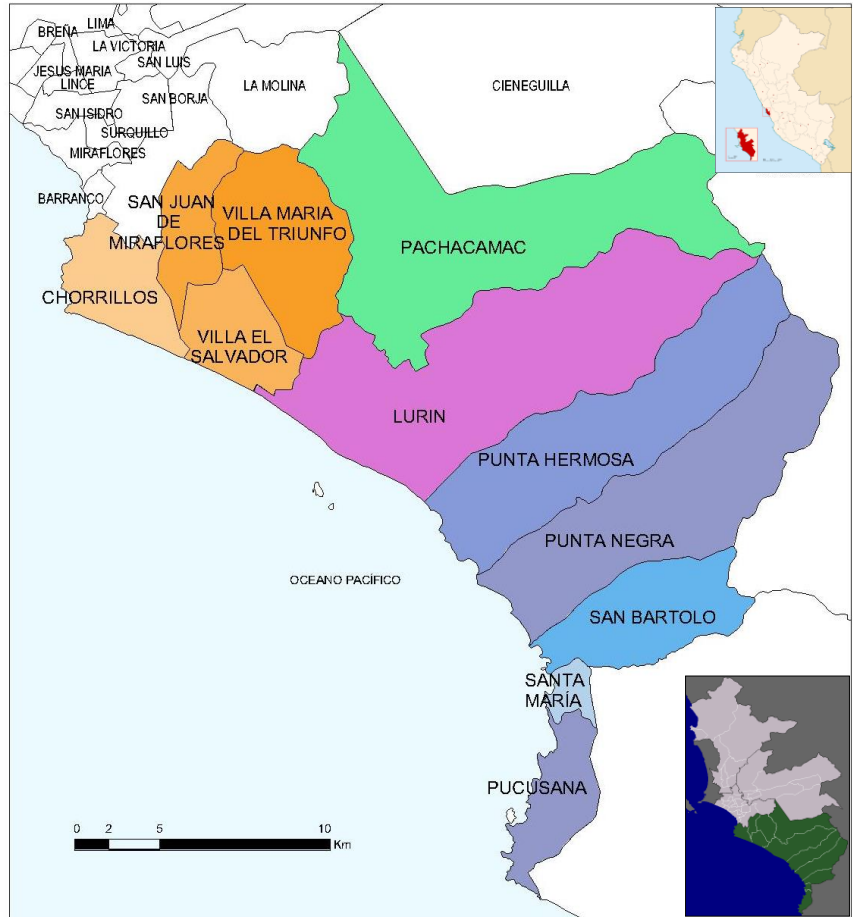 LIMA
BREÑA
LA VICTORIA
SAN LUIS
JESUS MARIA
LINCE
LA MOLINA
CIENEGUILLA
SAN BORJA
SAN ISIDRO
SURQUILLO
MIRAFLORES
BARRANCO
SAN JUAN
DE
MIRAFLORES
VILLA MARIA
DEL TRIUNFO
PACHACAMAC
CHORRILLOS
VILLA EL
SALVADOR
LURIN
PUNTA HERMOSA
PUNTA NEGRA
OCEANO PACÍFICO
SAN BARTOLO
SANTA
MARÍA
PUCUSANA
0 2 5 10
Km